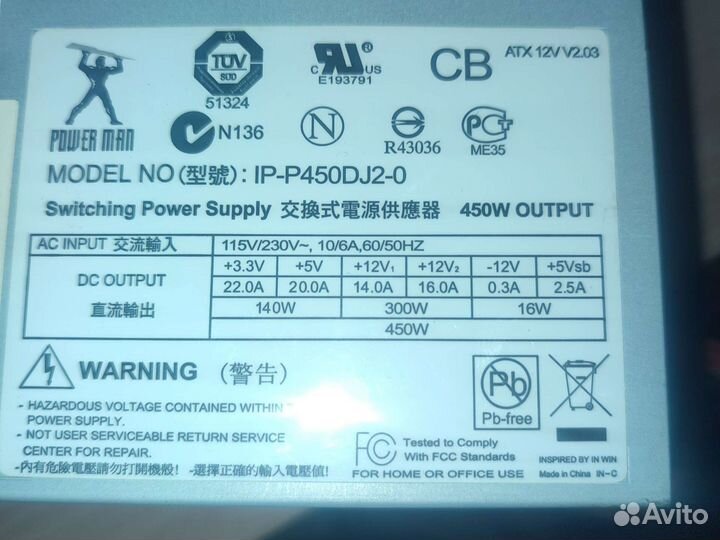 TÜV
SÜD
51324
C RU US
E193791
CB
ATX 12V V2.03
POWER MAN
N136
N
R43036
PCT
ME35
MODEL NO (型號): IP-P450DJ2-0
Switching Power Supply 交換式電源供應器 450W OUTPUT
AC INPUT 交流輸入 115V/230V~, 10/6A,60/50HZ
DC OUTPUT
直流輸出
+3.3V +5V +12V₁ +12V₂ -12V +5Vsb
22.0A 20.0A 14.0A 16.0A 0.3A 2.5A
140W 300W 16W
450W
WARNING (警告)
- HAZARDOUS VOLTAGE CONTAINED WITHIN
POWER SUPPLY.
- NOT USER SERVICEABLE RETURN SERVICE
CENTER FOR REPAIR.
-內有危險電壓請勿打開機殼! -選擇正確的輸入電壓值!
FC Tested to Comply
with FCC Standards
FOR HOME OR OFFICE USE
Pb
Pb-free
INSPIRED BY IN WIN
Made in China IN-C
Avito